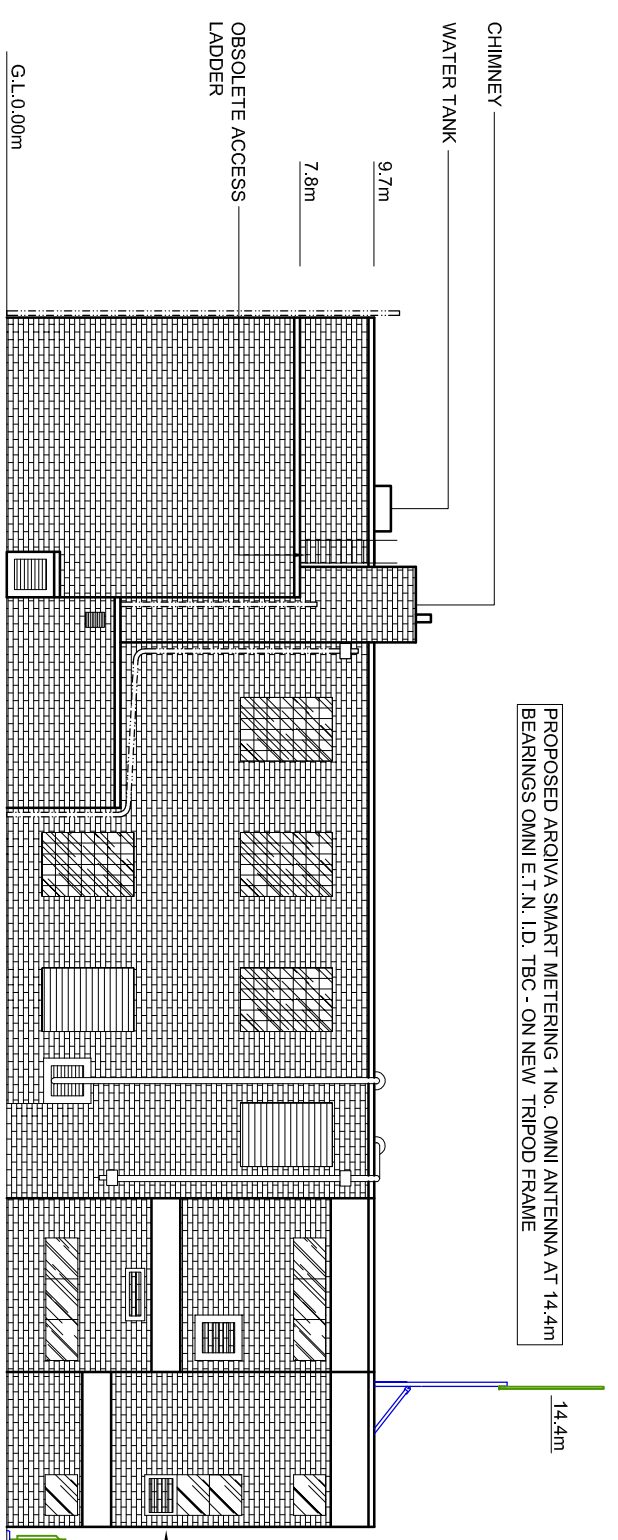 CHIMNEY
WATER TANK
9.7m
7.8m
OBSOLETE ACCESS
LADDER
G.L.0.00m
PROPOSED ARQIVA SMART METERING 1 No. OMNI ANTENNA AT 14.4m
BEARINGS OMNI E.T.N. I.D. TBC - ON NEW TRIPOD FRAME
14.4m